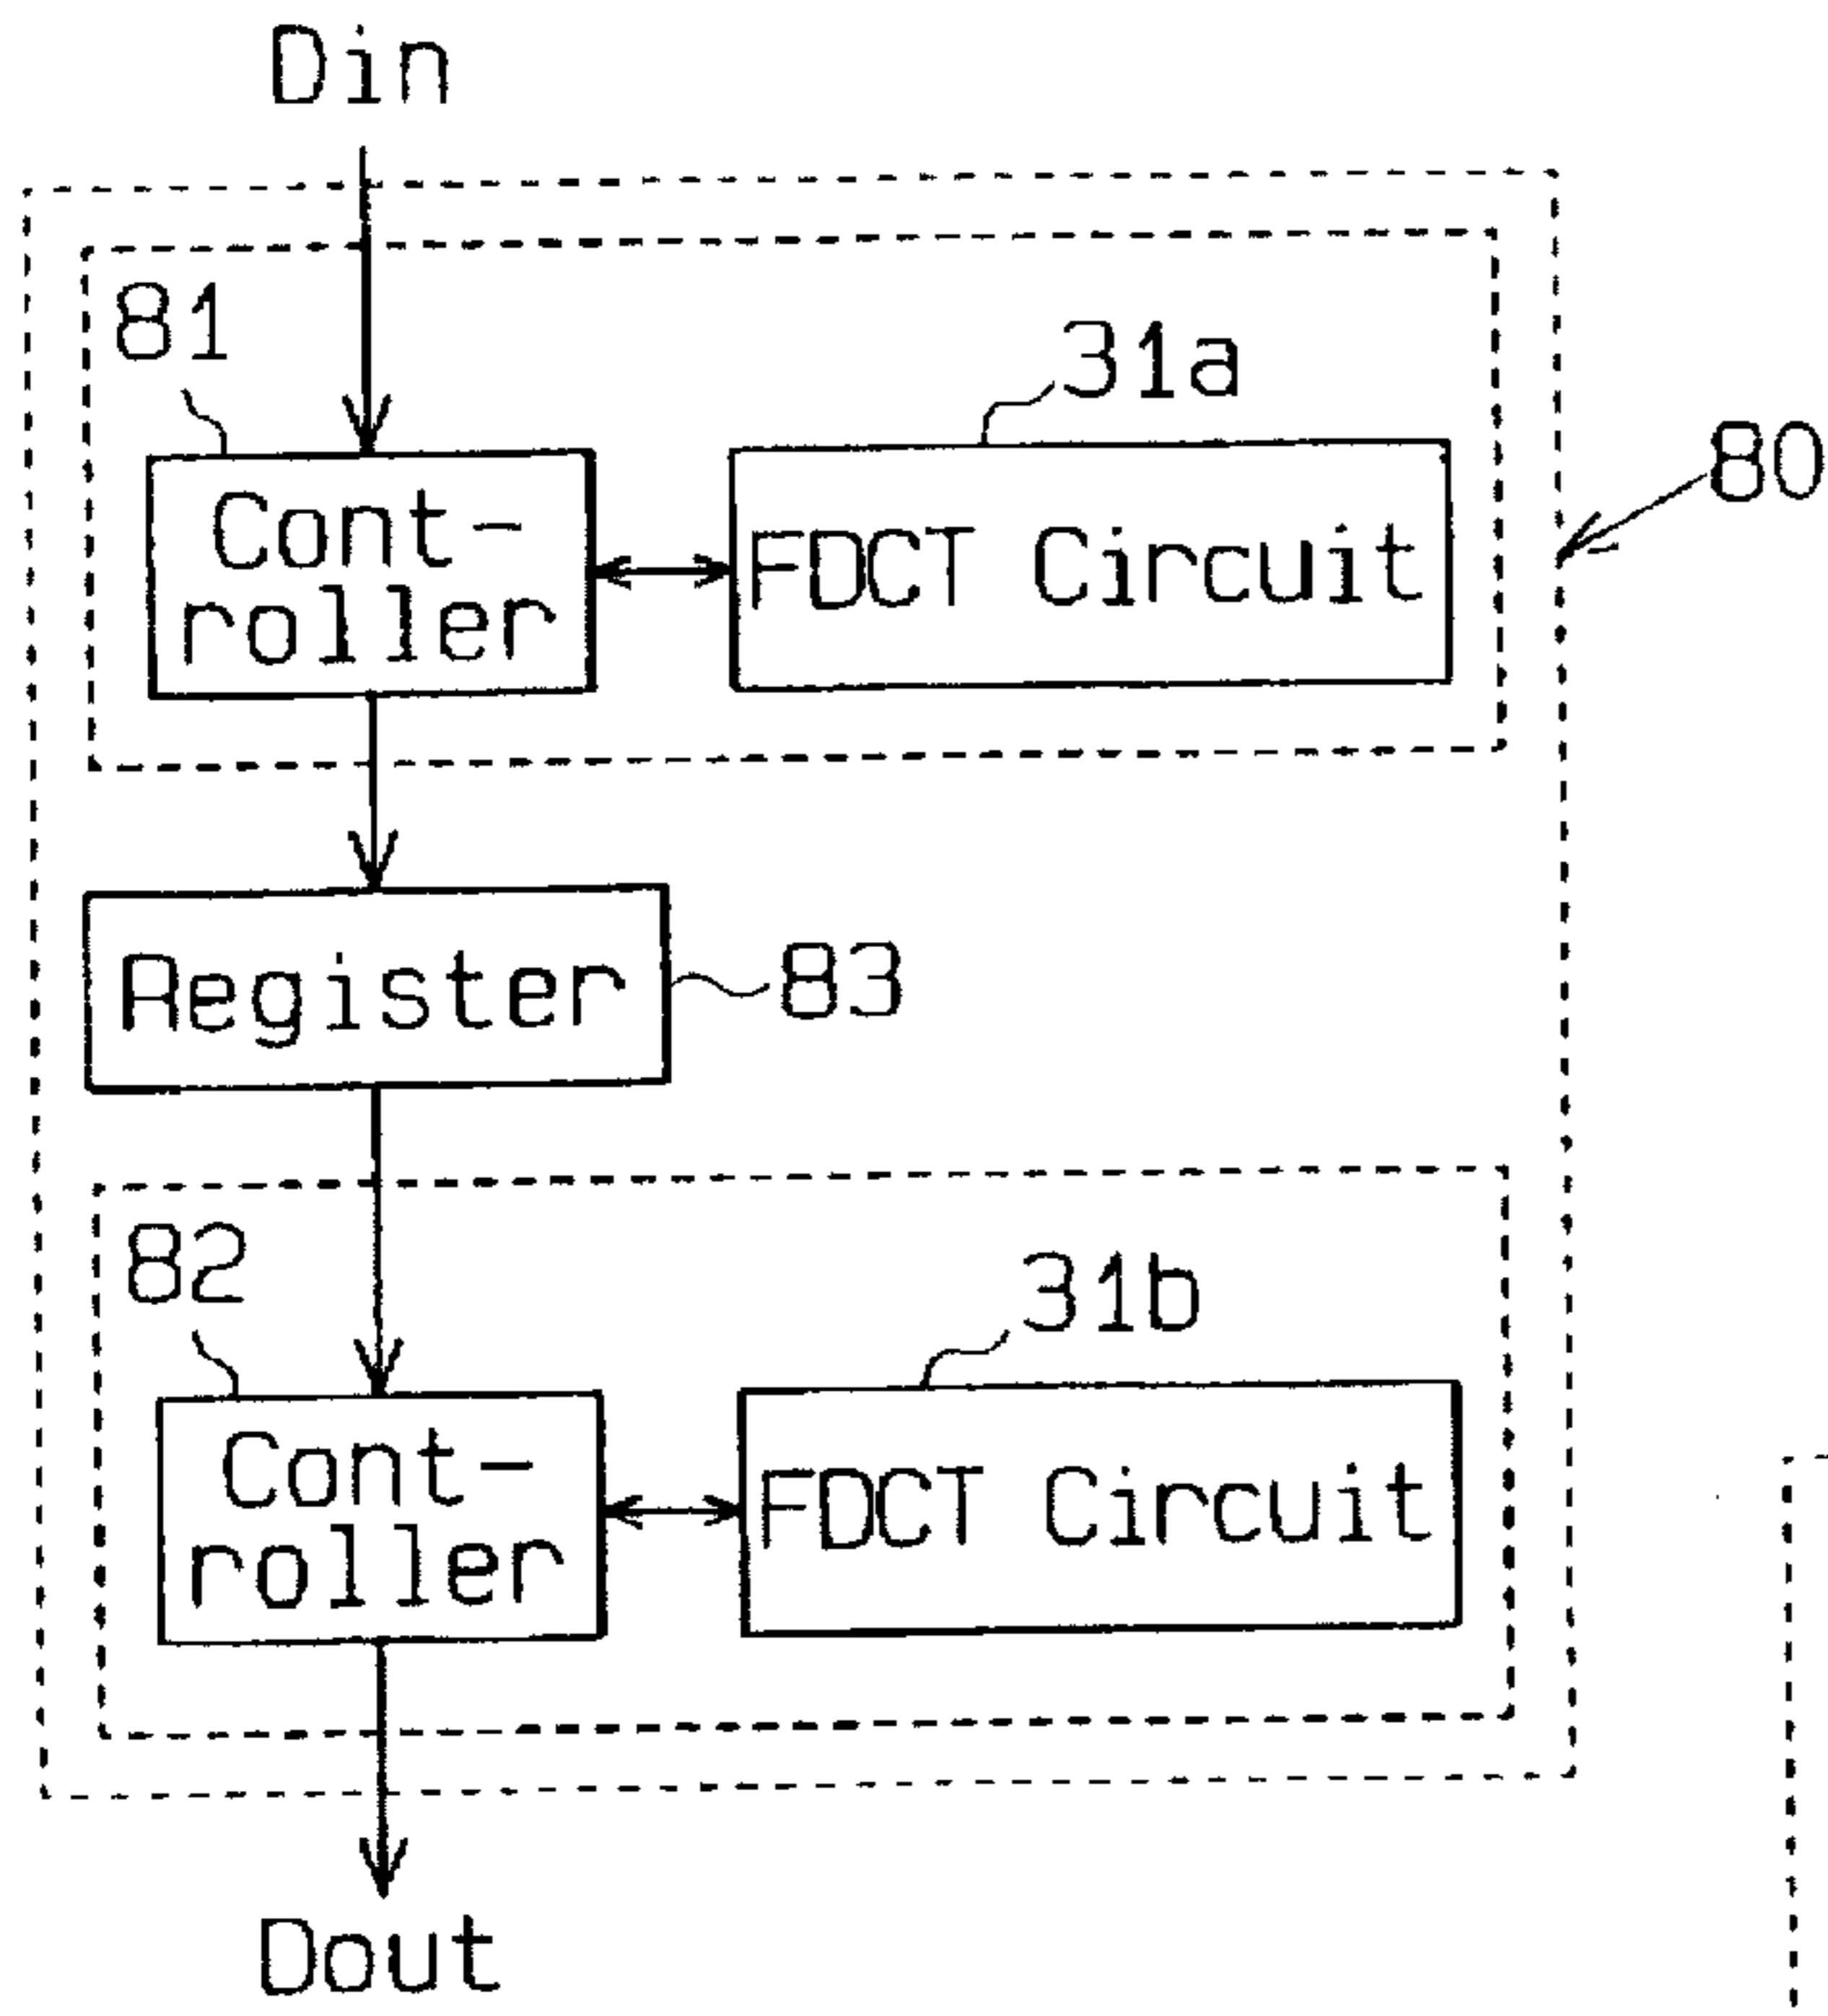 Din
81
31a
80
Cont-
roller
FDCT Circuit
Register
83
82
31b
Cont-
roller
FDCT Circuit
Dout